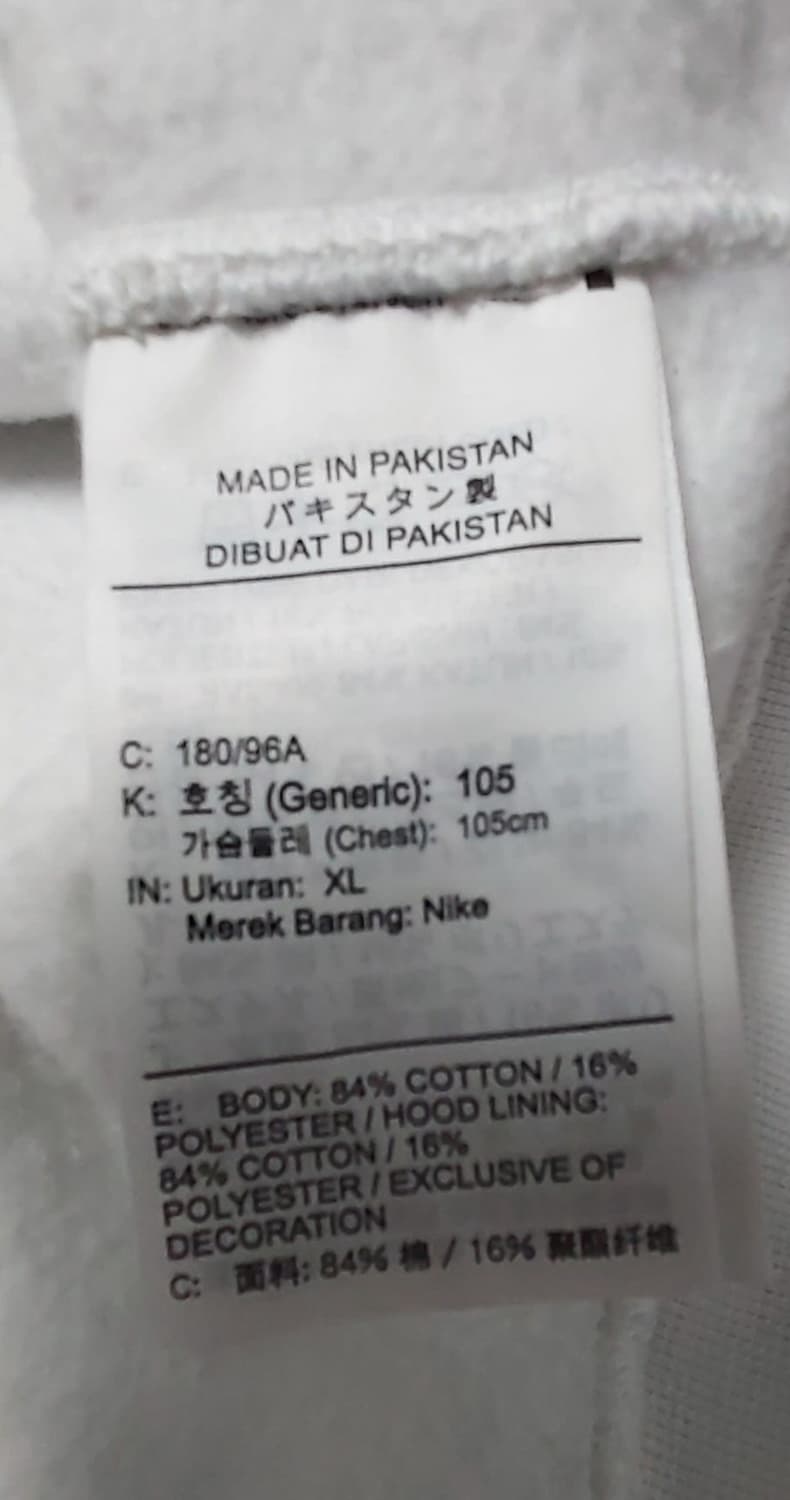 MADE IN PAKISTAN
パキスタン製
DIBUAT DI PAKISTAN
C: 180/96A
K: 호칭 (Generic): 105
가슴둘레 (Chest): 105cm
IN: Ukuran: XL
Merek Barang: Nike
E: BODY: 84% COTTON / 16%
POLYESTER / HOOD LINING:
84% COTTON / 16%
POLYESTER / EXCLUSIVE OF
DECORATION
C: 面料: 84% 棉 / 16% 聚酯纤维